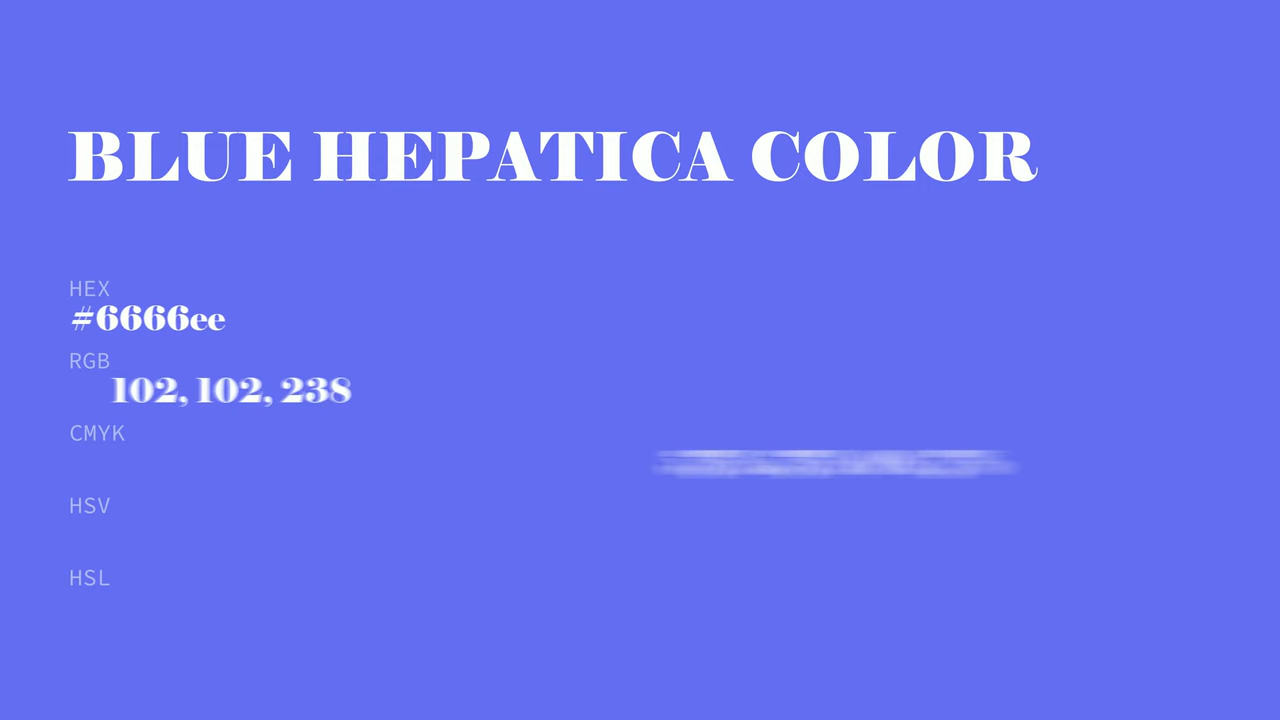 BLUE HEPATICA COLOR
HEX
#6666ee
RGB
102, 102, 238
CMYK
HSV
HSL